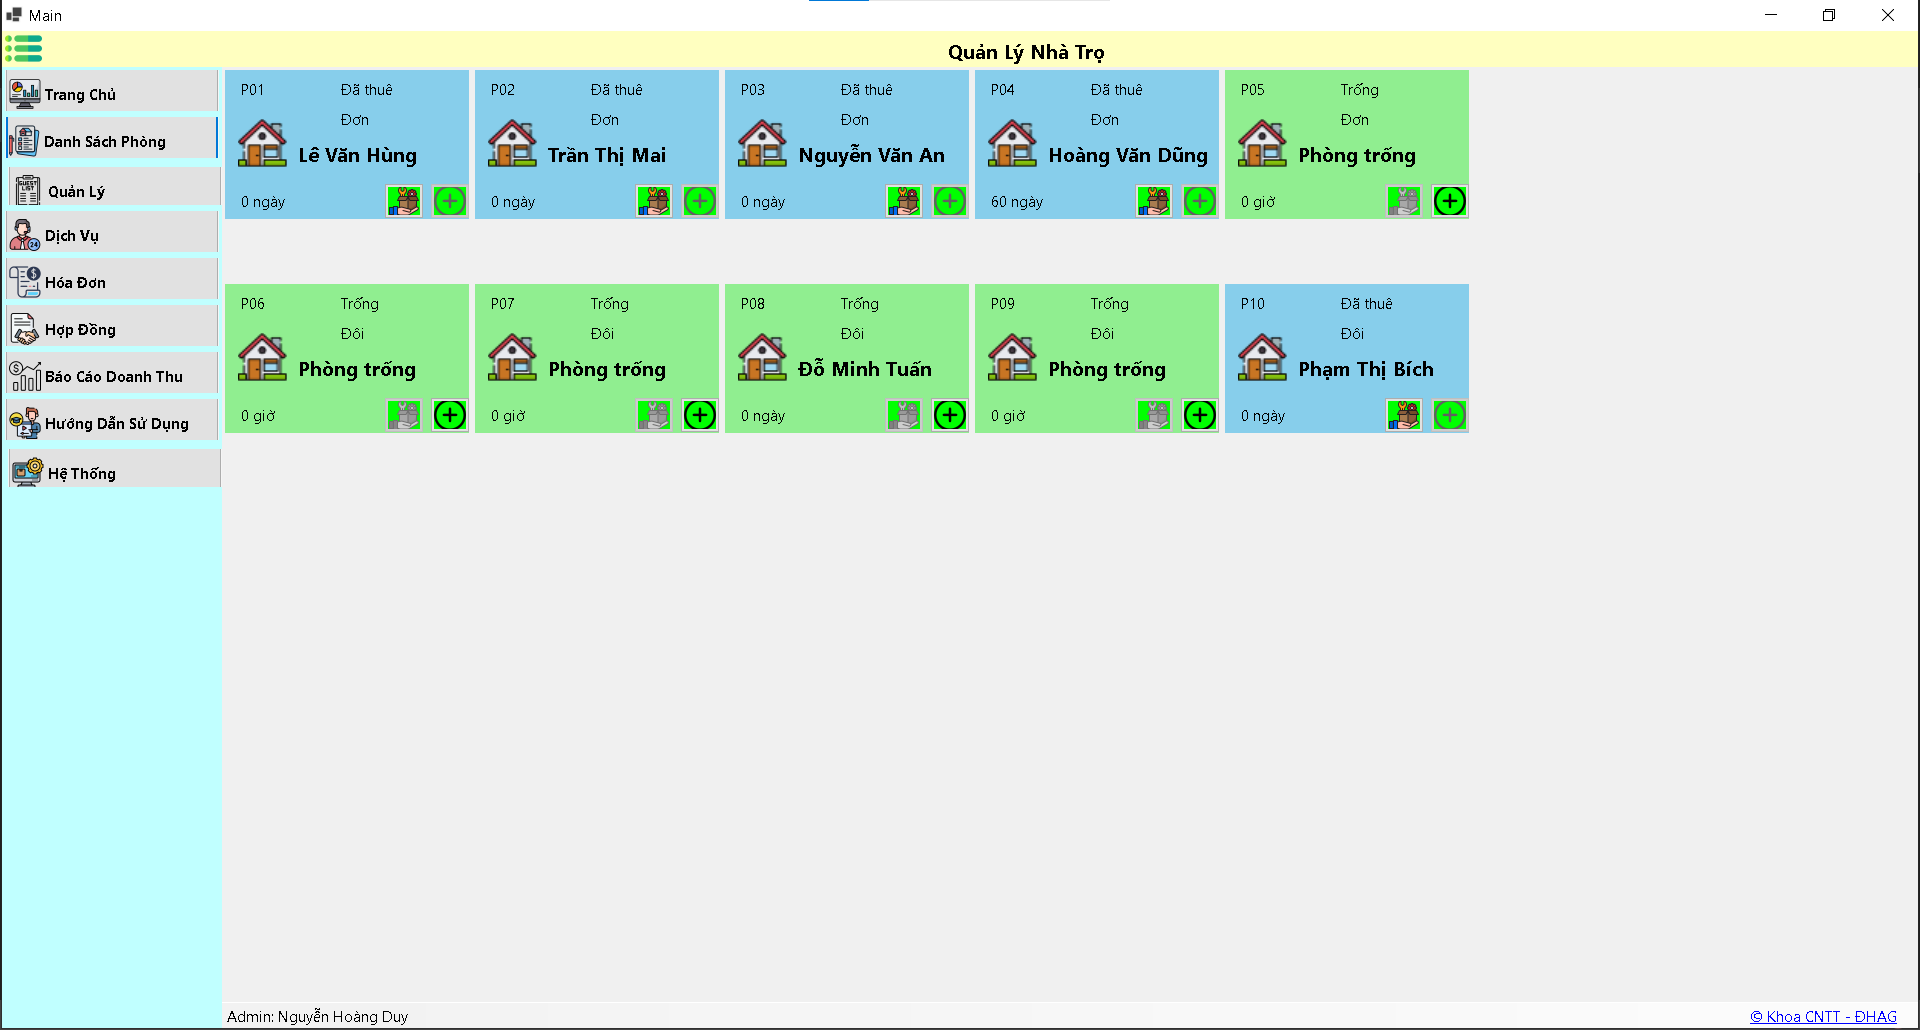 Main
Quản Lý Nhà Trọ
Trang Chủ
Danh Sách Phòng
Quản Lý
Dịch Vụ
Hóa Đơn
Hợp Đồng
Báo Cáo Doanh Thu
Hướng Dẫn Sử Dụng
Hệ Thống
P01 Đã thuê
Đơn
Lê Văn Hùng
0 ngày
P02 Đã thuê
Đơn
Trần Thị Mai
0 ngày
P03 Đã thuê
Đơn
Nguyễn Văn An
0 ngày
P04 Đã thuê
Đơn
Hoàng Văn Dũng
60 ngày
P05 Trống
Đơn
Phòng trống
0 giờ
P06 Trống
Đôi
Phòng trống
0 giờ
P07 Trống
Đôi
Phòng trống
0 giờ
P08 Trống
Đôi
Đỗ Minh Tuấn
0 ngày
P09 Trống
Đôi
Phòng trống
0 giờ
P10 Đã thuê
Đôi
Phạm Thị Bích
0 ngày
Admin: Nguyễn Hoàng Duy
© Khoa CNTT - ĐHAG